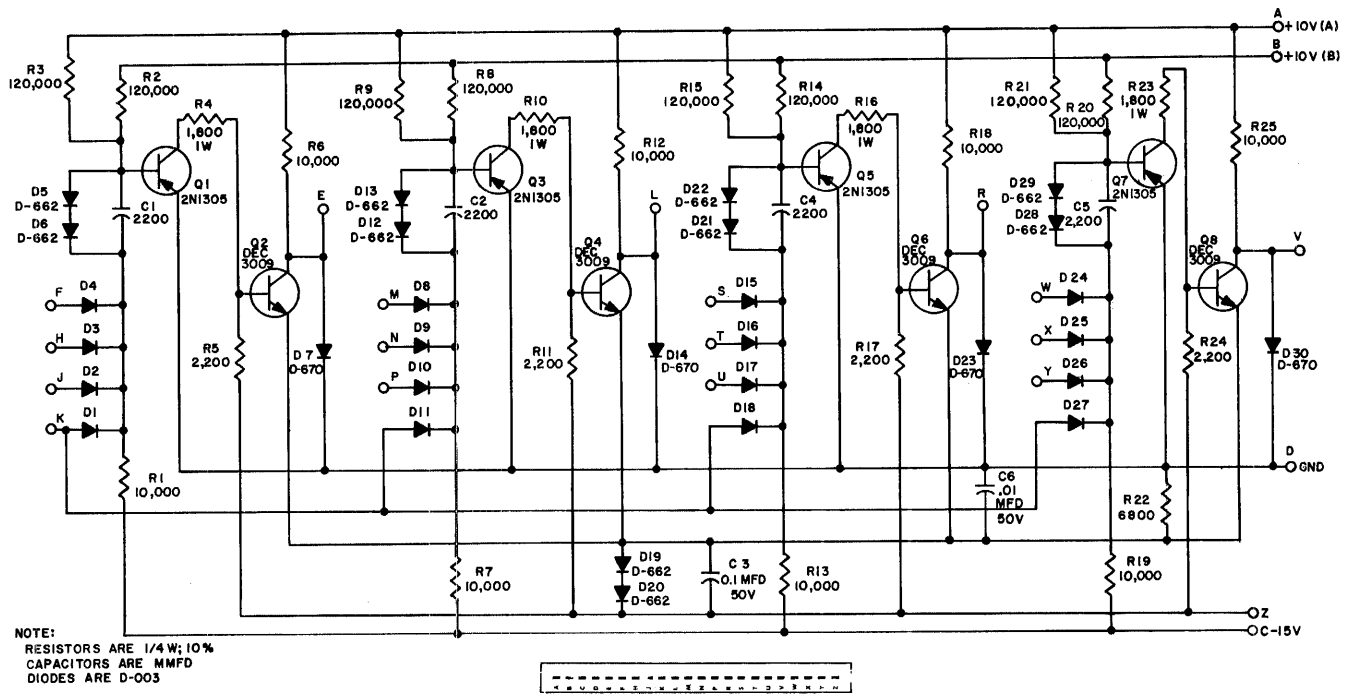 A
+10V (A)
B
+10V (B)
R3
120,000
R2
120,000
R4
1,800
1W
R6
10,000
R9
120,000
R8
120,000
R10
1,800
1W
R12
10,000
R15
120,000
R14
120,000
R16
1,800
1W
R18
10,000
R21
120,000
R20
120,000
R23
1,800
1W
R25
10,000
Q1
2N1305
D5
D-662
D6
D-662
C1
2200
E
Q2
DEC
3009
D13
D-662
D12
D-662
C2
2200
Q3
2N1305
L
Q4
DEC
3009
D22
D-662
D21
D-662
C4
2200
Q5
2N1305
R
Q6
DEC
3009
D29
D-662
D28
D-662
C5
2,200
Q7
2N1305
Q8
DEC
3009
V
F
D4
H
D3
J
D2
K
D1
R5
2,200
D7
D-670
M
D8
N
D9
P
D10
D11
R11
2,200
D14
D-670
S
D15
T
D16
U
D17
D18
R17
2,200
D23
D-670
W
D24
X
D25
Y
D26
D27
R24
2,200
D30
D-670
D
GND
R1
10,000
C6
.01
MFD
50V
R22
6800
R7
10,000
D19
D-662
D20
D-662
C3
0.1 MFD
50V
R13
10,000
R19
10,000
Z
C-15V
NOTE:
RESISTORS ARE 1/4 W; 10%
CAPACITORS ARE MMFD
DIODES ARE D-003
A B C D E F H J K L M N P R S T U V W X Y Z